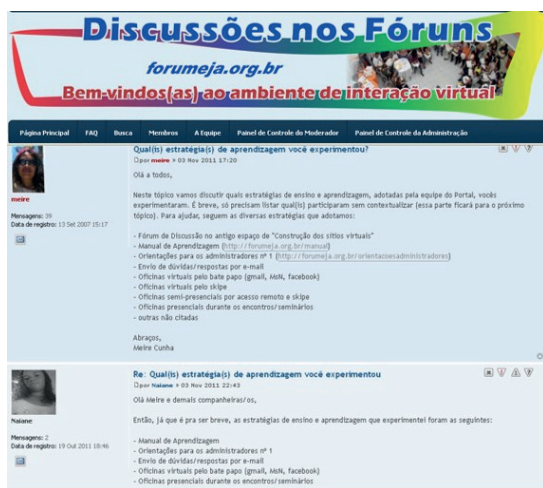 Discussões nos Fóruns
forumeja.org.br
Bem-vindos(as) ao ambiente de interação virtual
Página Principal FAQ Busca Membros A Equipe Painel de Controle do Moderador Painel de Controle da Administração
Qual(is) estratégia(s) de aprendizagem você experimentou?
por meire » 03 Nov 2011 17:20
meire
Mensagens: 39
Data de registro: 13 Set 2007 15:17
Olá a todos,
Neste tópico vamos discutir quais estratégias de ensino e aprendizagem, adotadas pela equipe do Portal, vocês
experimentaram. É breve, só precisam listar qual(is) participaram sem contextualizar (essa parte ficará para o próximo
tópico). Para ajudar, seguem as diversas estratégias que adotamos:
- Fórum de Discussão no antigo espaço de "Construção dos sítios virtuais"
- Manual de Aprendizagem (http://forumeja.org.br/manual)
- Orientações para os administradores nº 1 (http://forumeja.org.br/orientacoesadministradores)
- Envio de dúvidas/respostas por e-mail
- Oficinas virtuais pelo bate papo (gmail, MsN, facebook)
- Oficinas virtuais pelo skipe
- Oficinas semi-presenciais por acesso remoto e skipe
- Oficinas presenciais durante os encontros/seminários
- outras não citadas
Abraços,
Meire Cunha
Re: Qual(is) estratégia(s) de aprendizagem você experimentou
por Naiane » 03 Nov 2011 22:43
Naiane
Mensagens: 2
Data de registro: 19 Out 2011 18:46
Olá Meire e demais companheiras/os,
Então, já que é pra ser breve, as estratégias de ensino e aprendizagem que experimentei foram as seguintes:
- Manual de Aprendizagem
- Orientações para os administradores nº 1
- Envio de dúvidas/respostas por e-mail
- Oficinas virtuais pelo bate papo (gmail, MsN, facebook)
- Oficinas presenciais durante os encontros/seminários